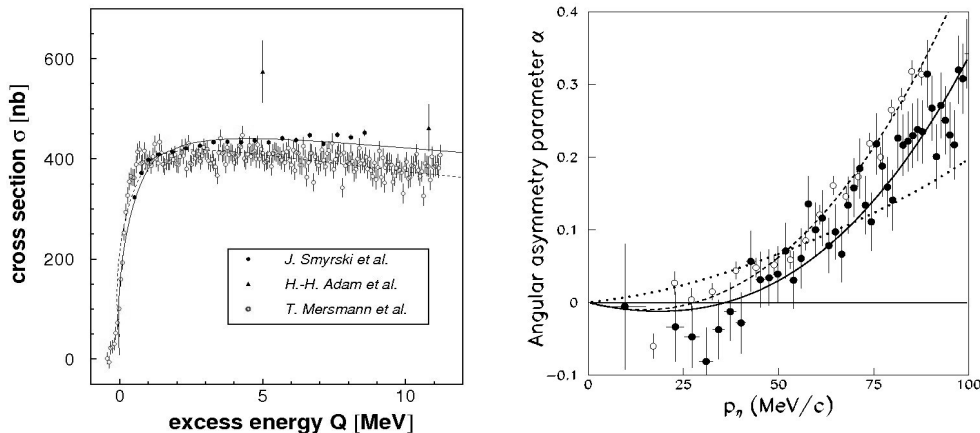 600
400
200
0
cross section σ [nb]
J. Smyrski et al.
H.-H. Adam et al.
T. Mersmann et al.
0 5 10
excess energy Q [MeV]
0.4
0.3
0.2
0.1
0
−0.1
Angular asymmetry parameter α
0 25 50 75 100
pη (MeV/c)